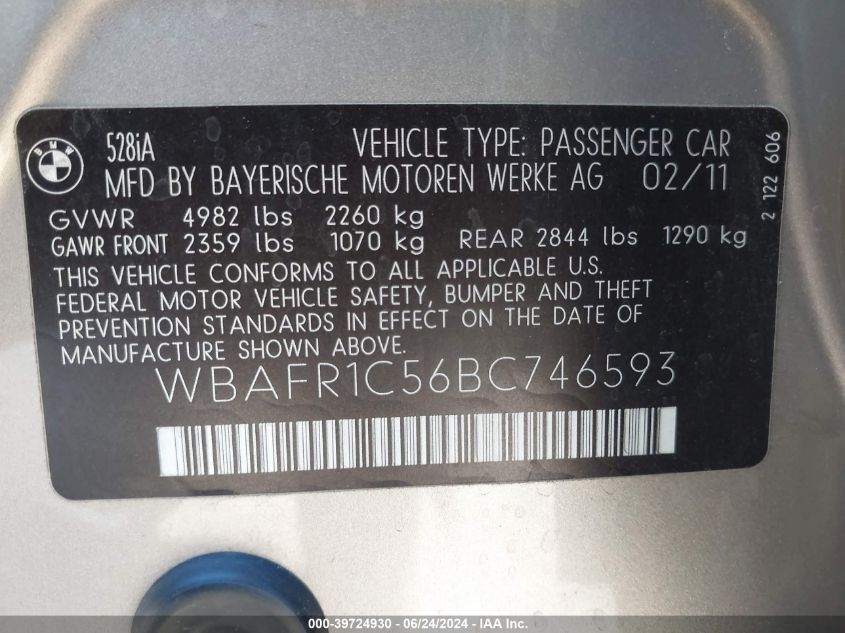 BMW
528iA VEHICLE TYPE: PASSENGER CAR
MFD BY BAYERISCHE MOTOREN WERKE AG 02/11
GVWR 4982 lbs 2260 kg
GAWR FRONT 2359 lbs 1070 kg REAR 2844 lbs 1290 kg
THIS VEHICLE CONFORMS TO ALL APPLICABLE U.S.
FEDERAL MOTOR VEHICLE SAFETY, BUMPER AND THEFT
PREVENTION STANDARDS IN EFFECT ON THE DATE OF
MANUFACTURE SHOWN ABOVE.
WBAFR1C56BC746593
2 122 606
000-39724930 - 06/24/2024 - IAA Inc.